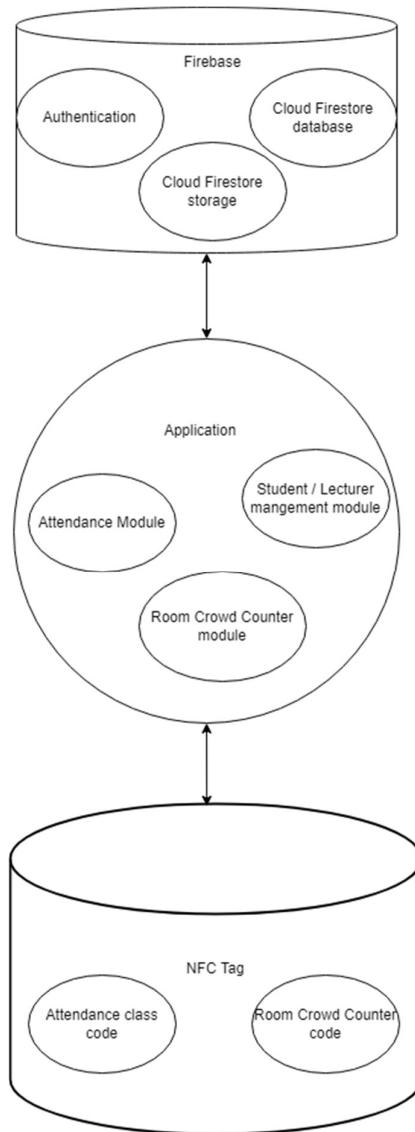 Firebase
Authentication
Cloud Firestore
database
Cloud Firestore
storage
Application
Student / Lecturer
mangement module
Attendance Module
Room Crowd Counter
module
NFC Tag
Attendance class
code
Room Crowd Counter
code